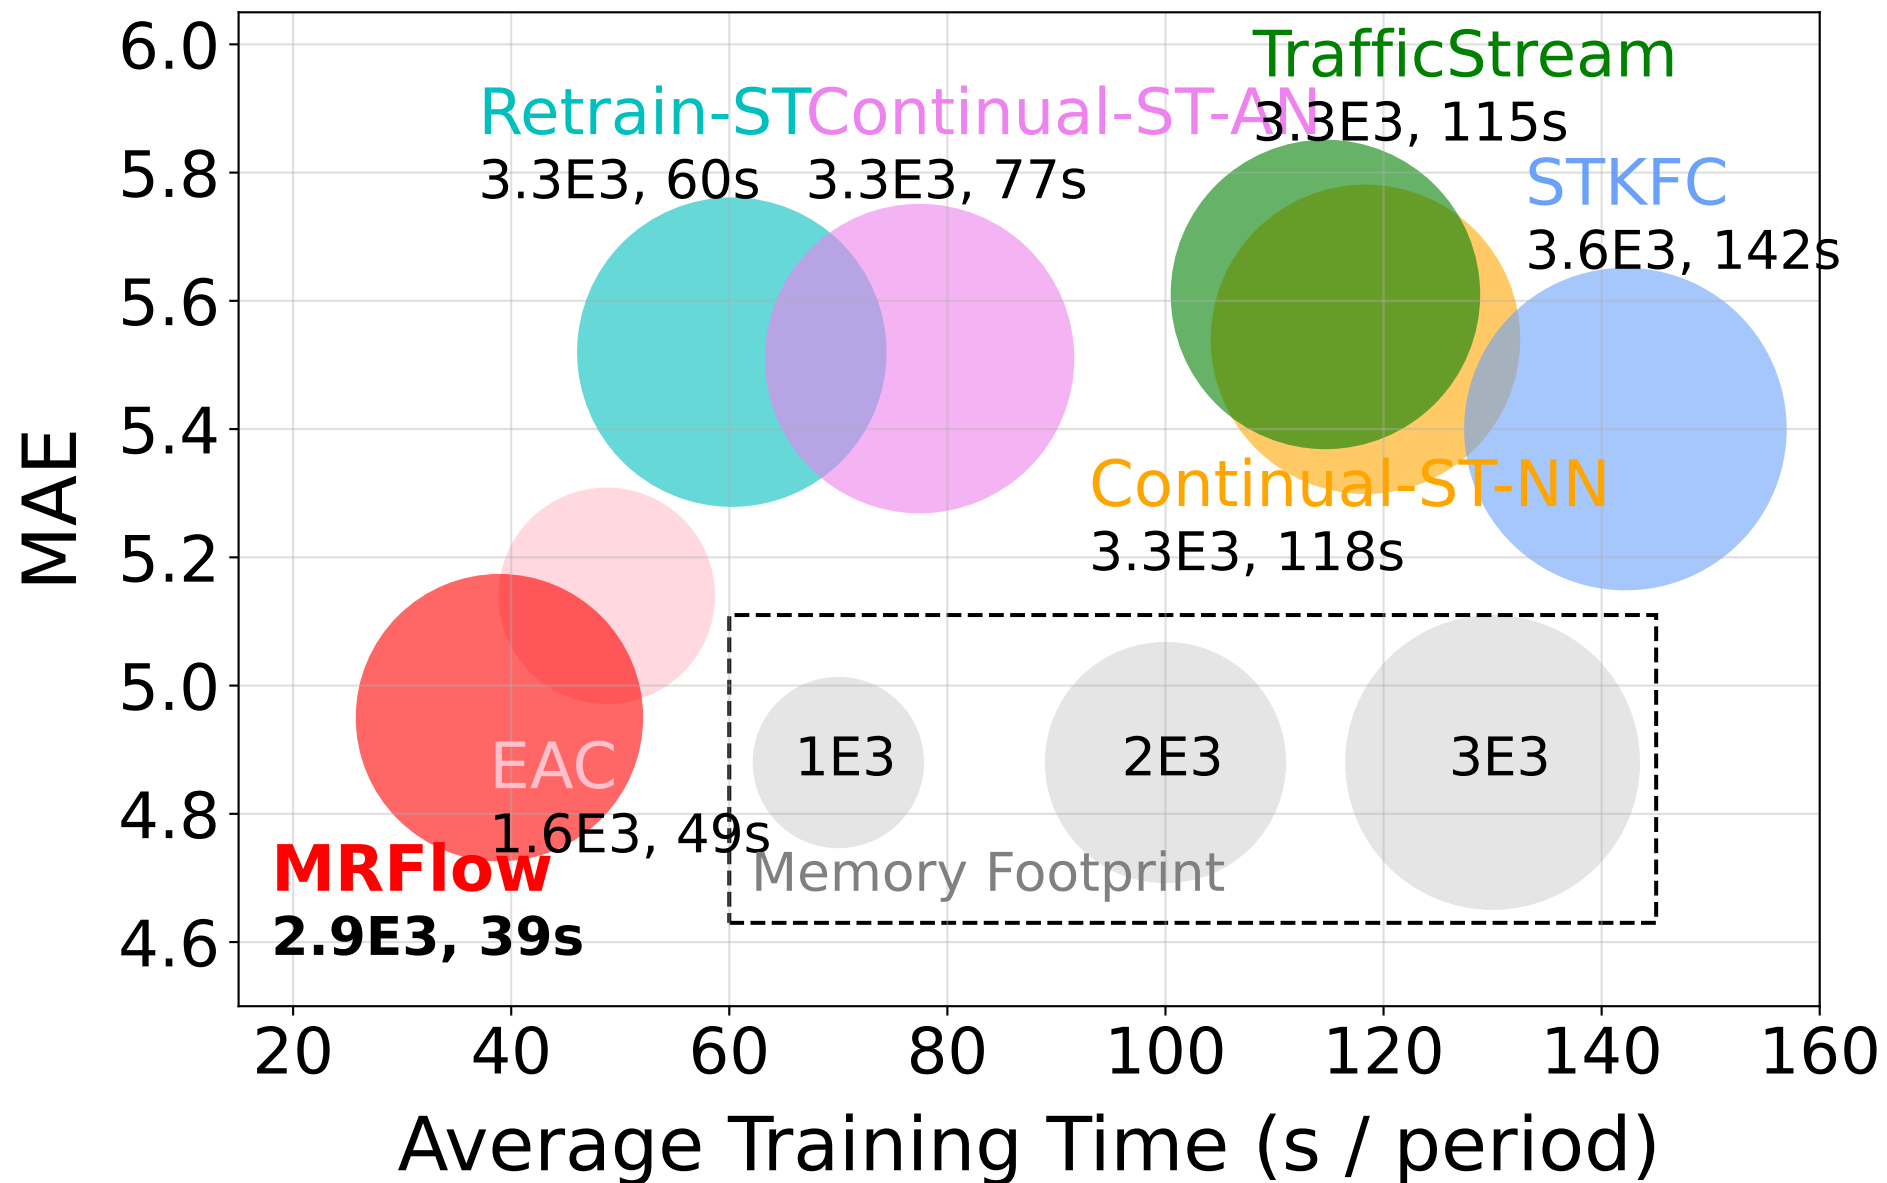 6.0
5.8
5.6
5.4
5.2
5.0
4.8
4.6
MAE
TrafficStream
3.3E3, 115s
Retrain-ST
3.3E3, 60s
Continual-ST-AN
3.3E3, 77s
STKFC
3.6E3, 142s
Continual-ST-NN
3.3E3, 118s
EAC
1.6E3, 49s
MRFlow
2.9E3, 39s
1E3
2E3
3E3
Memory Footprint
20
40
60
80
100
120
140
160
Average Training Time (s / period)